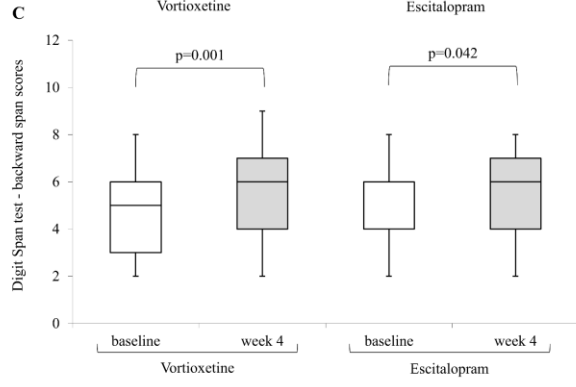 Vortioxetine Escitalopram
C
Digit Span test - backward span scores
12
10
8
6
4
2
0
p=0.001
p=0.042
baseline week 4 baseline week 4
Vortioxetine Escitalopram